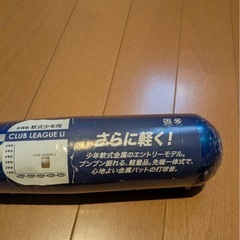 軟式少年用
CLUB LEAGUE LI
さらに軽く！
少年軟式金属のエントリーモデル。
ブンブン振れる、軽量品。先端一体式で、
心地よい金属バットの打球音。